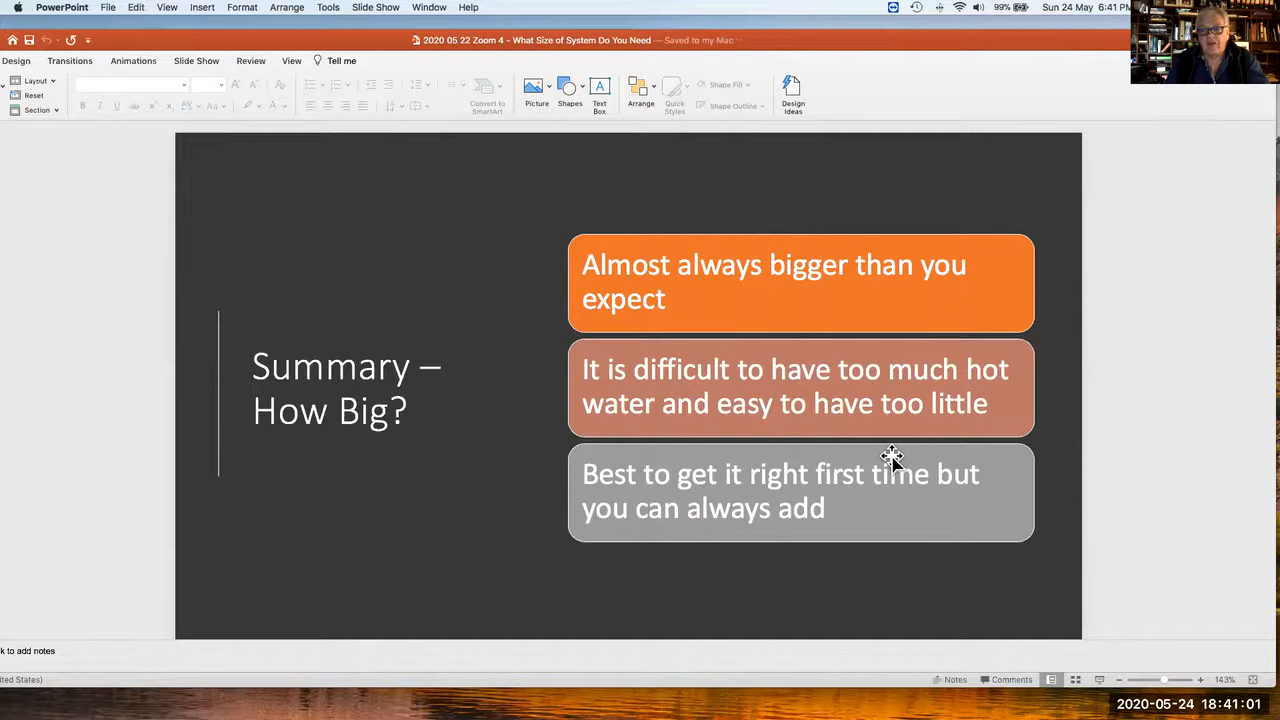 PowerPoint File Edit View Insert Format Arrange Tools Slide Show Window Help 99% Sun 24 May 6:41 PM
2020 05 22 Zoom 4 - What Size of System Do You Need — Saved to my Mac
Design Transitions Animations Slide Show Review View Tell me
Layout
Reset
Section
B I U
Convert to
SmartArt
Picture
Shapes
Text
Box
Arrange
Quick
Styles
Shape Fill
Shape Outline
Design
Ideas
Summary –
How Big?
Almost always bigger than you
expect
It is difficult to have too much hot
water and easy to have too little
Best to get it right first time but
you can always add
k to add notes
ited States)
Notes Comments 143%
2020-05-24 18:41:01